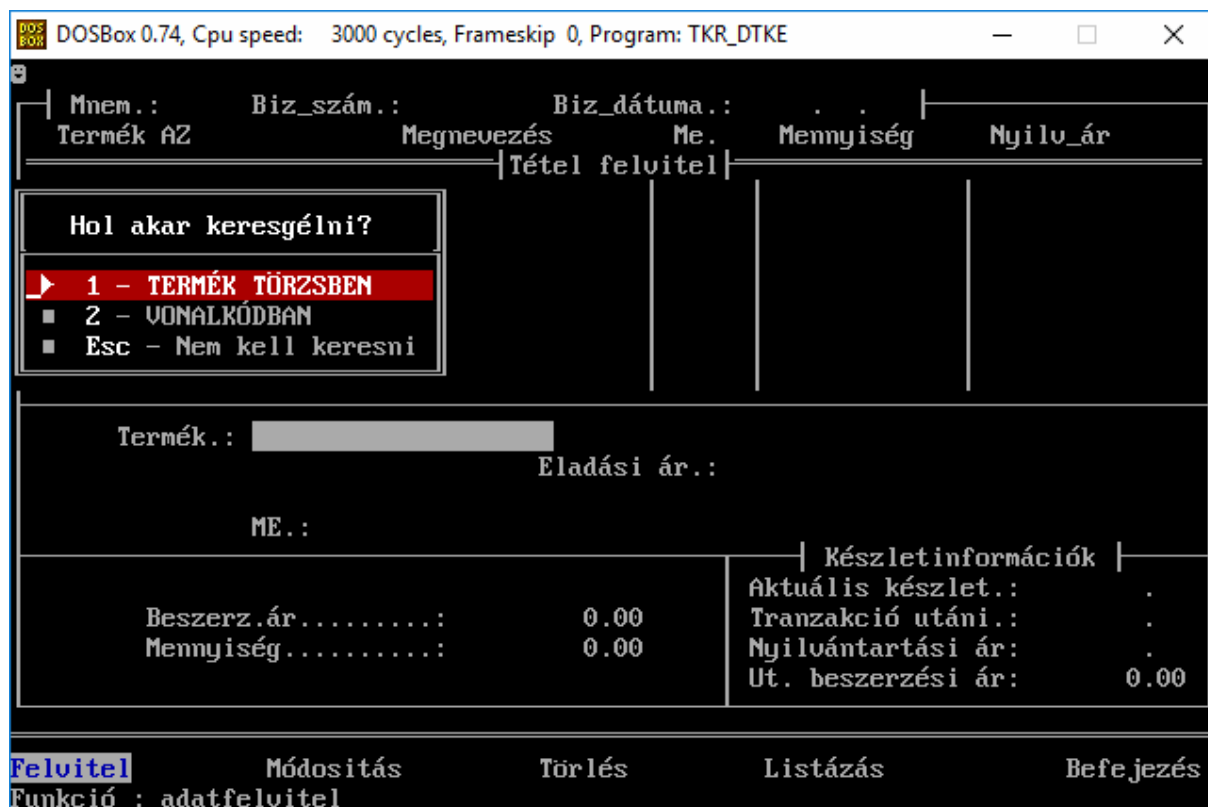 DOSBox 0.74, Cpu speed: 3000 cycles, Frameskip 0, Program: TKR_DTKE
Mnem.: Biz_szám.: Biz_dátuma.: . .
Termék AZ Megnevezés Me. Mennyiség Nyilv_ár
Tétel felvitel
Hol akar keresgélni?
1 - TERMÉK TÖRZSBEN
2 - VONALKÓDBAN
Esc - Nem kell keresni
Termék.:
Eladási ár.:
ME.:
Készletinformációk
Aktuális készlet.: .
Beszerz.ár.........: 0.00 Tranzakció utáni.: .
Mennyiség..........: 0.00 Nyilvántartási ár: .
Ut. beszerzési ár: 0.00
Felvitel Módositás Törlés Listázás Befejezés
Funkció : adatfelvitel